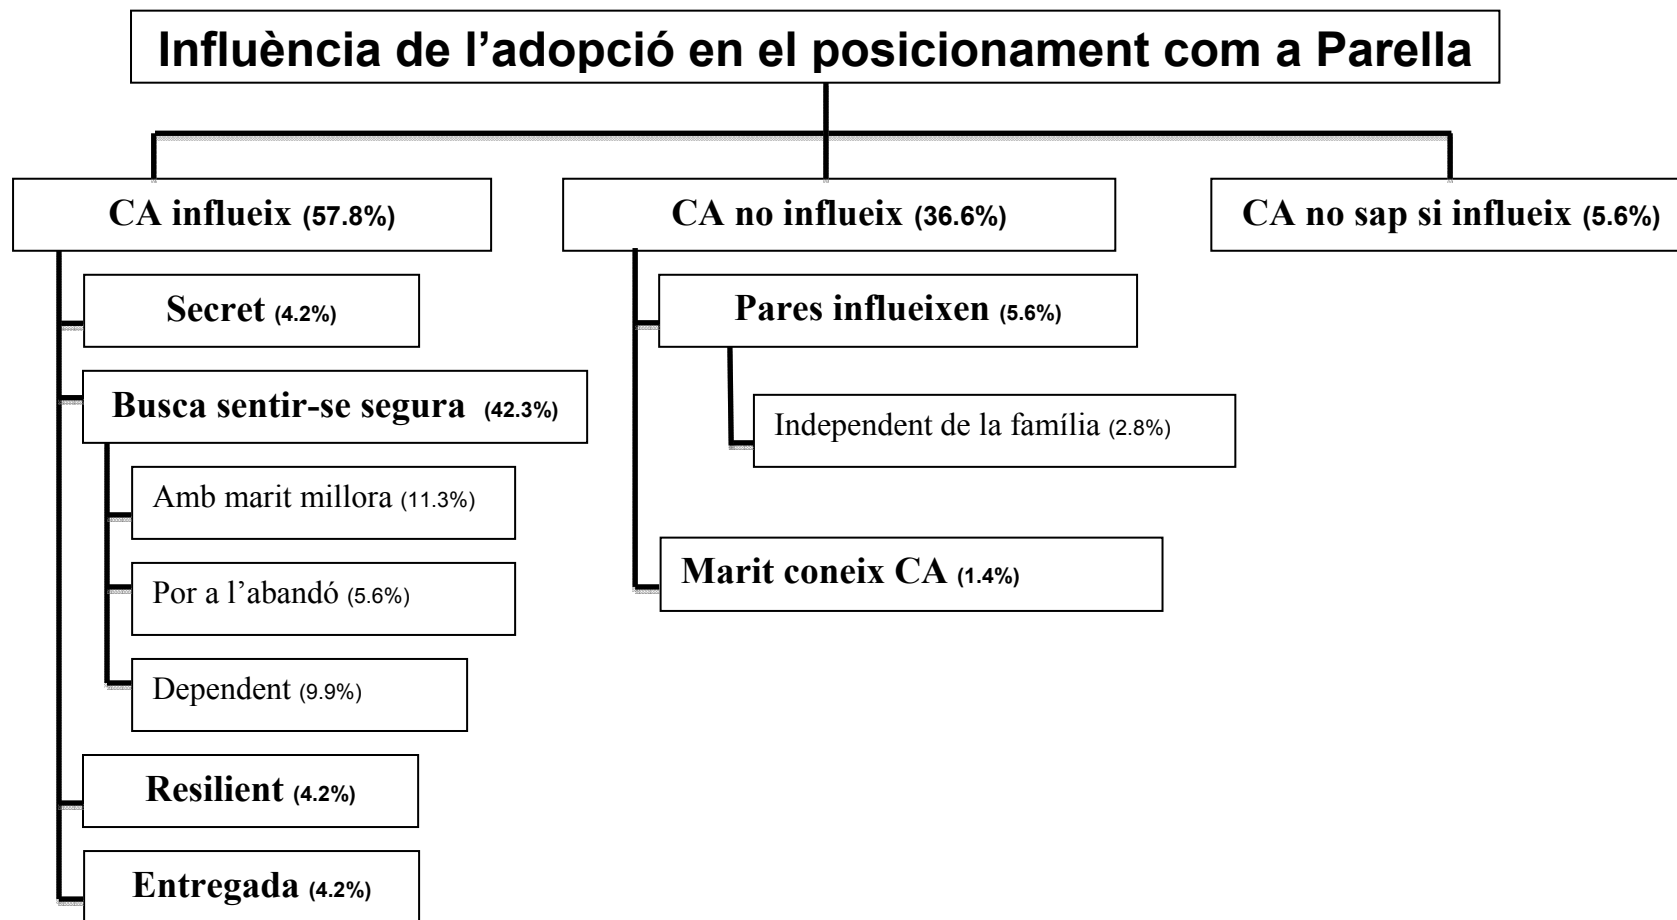 Influència de l’adopció en el posicionament com a Parella
CA influeix (57.8%)
CA no influeix (36.6%)
CA no sap si influeix (5.6%)
Secret (4.2%)
Busca sentir-se segura (42.3%)
Amb marit millora (11.3%)
Por a l’abandó (5.6%)
Dependent (9.9%)
Resilient (4.2%)
Entregada (4.2%)
Pares influeixen (5.6%)
Independent de la família (2.8%)
Marit coneix CA (1.4%)